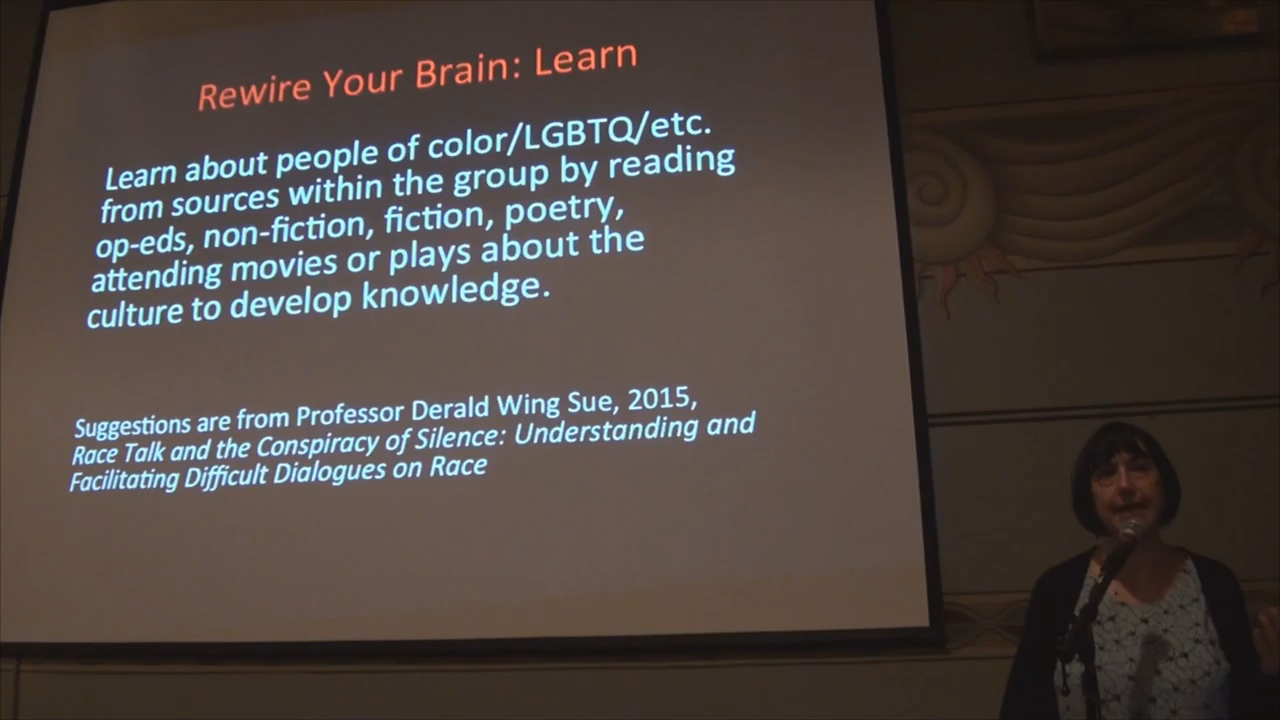 Rewire Your Brain: Learn
Learn about people of color/LGBTQ/etc.
from sources within the group by reading
op-eds, non-fiction, fiction, poetry,
attending movies or plays about the
culture to develop knowledge.
Suggestions are from Professor Derald Wing Sue, 2015,
Race Talk and the Conspiracy of Silence: Understanding and
Facilitating Difficult Dialogues on Race